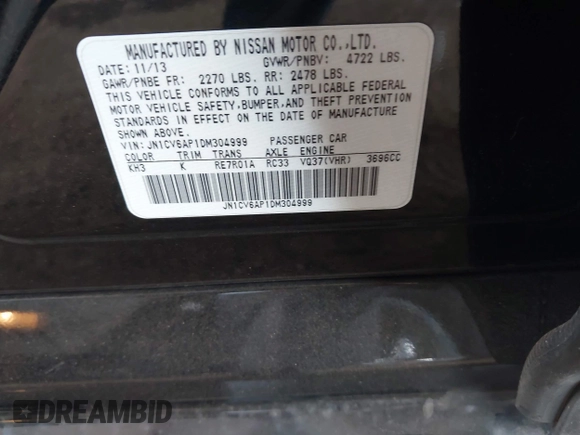 MANUFACTURED BY NISSAN MOTOR CO.,LTD.
DATE: 11/13 GVWR/PNBV: 4722 LBS.
GAWR/PNBE FR: 2270 LBS. RR: 2478 LBS.
THIS VEHICLE CONFORMS TO ALL APPLICABLE FEDERAL
MOTOR VEHICLE SAFETY,BUMPER,AND THEFT PREVENTION
STANDARDS IN EFFECT ON THE DATE OF MANUFACTURE
SHOWN ABOVE.
VIN: JN1CV6AP1DM304999 PASSENGER CAR
COLOR TRIM TRANS AXLE ENGINE
KH3 K RE7R01A RC33 VQ37(VHR) 3696CC
JN1CV6AP1DM304999
DREAMBID